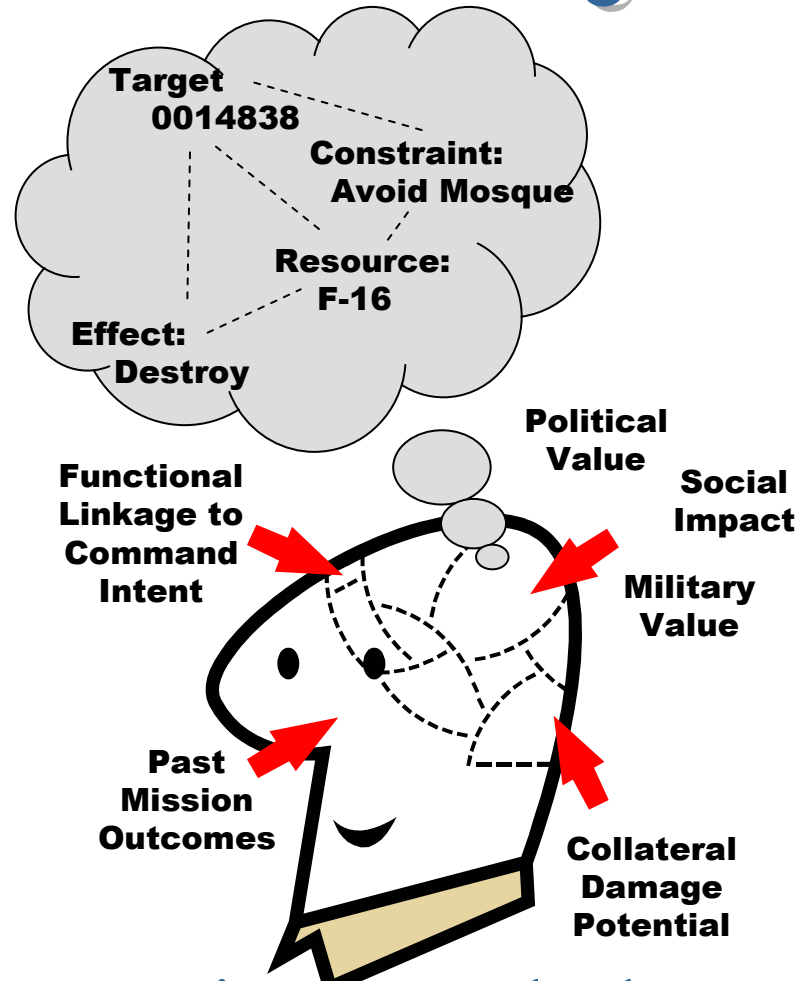 Target
0014838
Constraint:
Avoid Mosque
Resource:
F-16
Effect:
Destroy
Political
Value
Functional
Linkage to
Command
Intent
Social
Impact
Military
Value
Past
Mission
Outcomes
Collateral
Damage
Potential